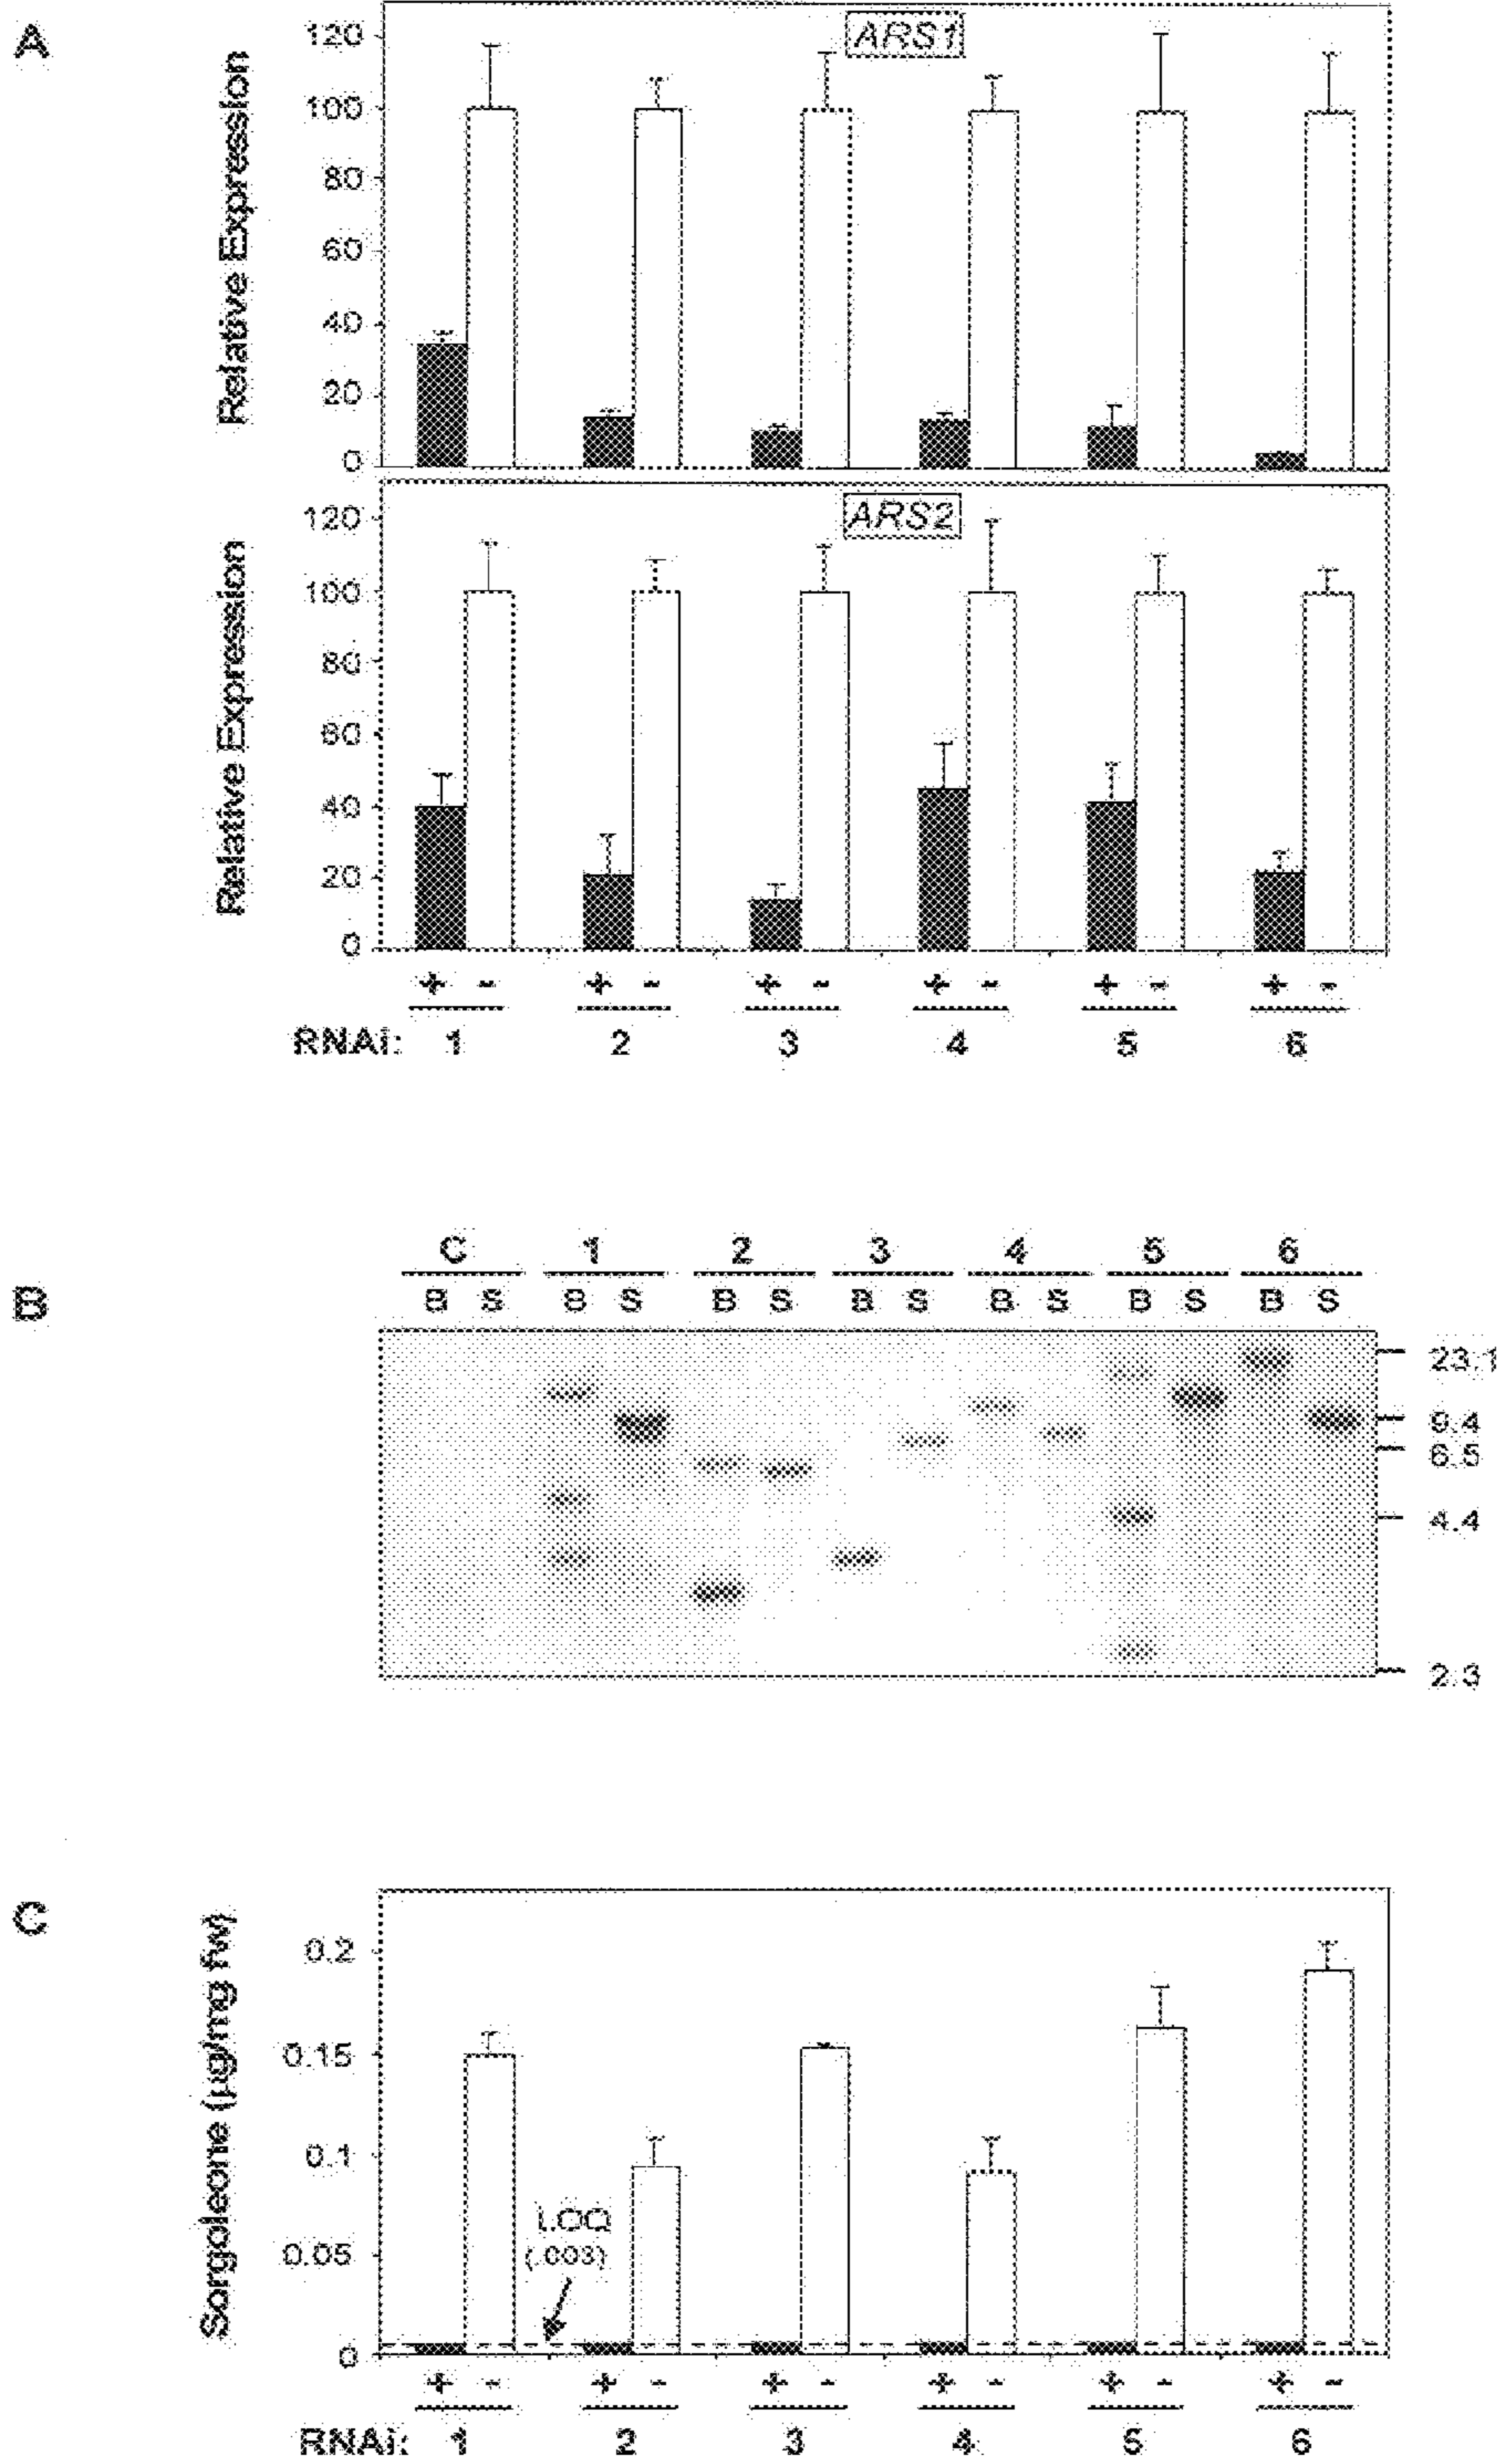 A
ARS1
Relative Expression
120
100
80
60
40
20
0
ARS2
Relative Expression
120
100
80
60
40
20
0
+ - + - + - + - + - + -
RNAi: 1 2 3 4 5 6
B
C 1 2 3 4 5 6
B S B S B S B S B S B S B S
23.1
9.4
6.5
4.4
2.3
C
Sorgoleone (µg/mg fw)
0.2
0.15
0.1
0.05
0
LOQ
(.003)
+ - + - + - + - + - + -
RNAi: 1 2 3 4 5 6